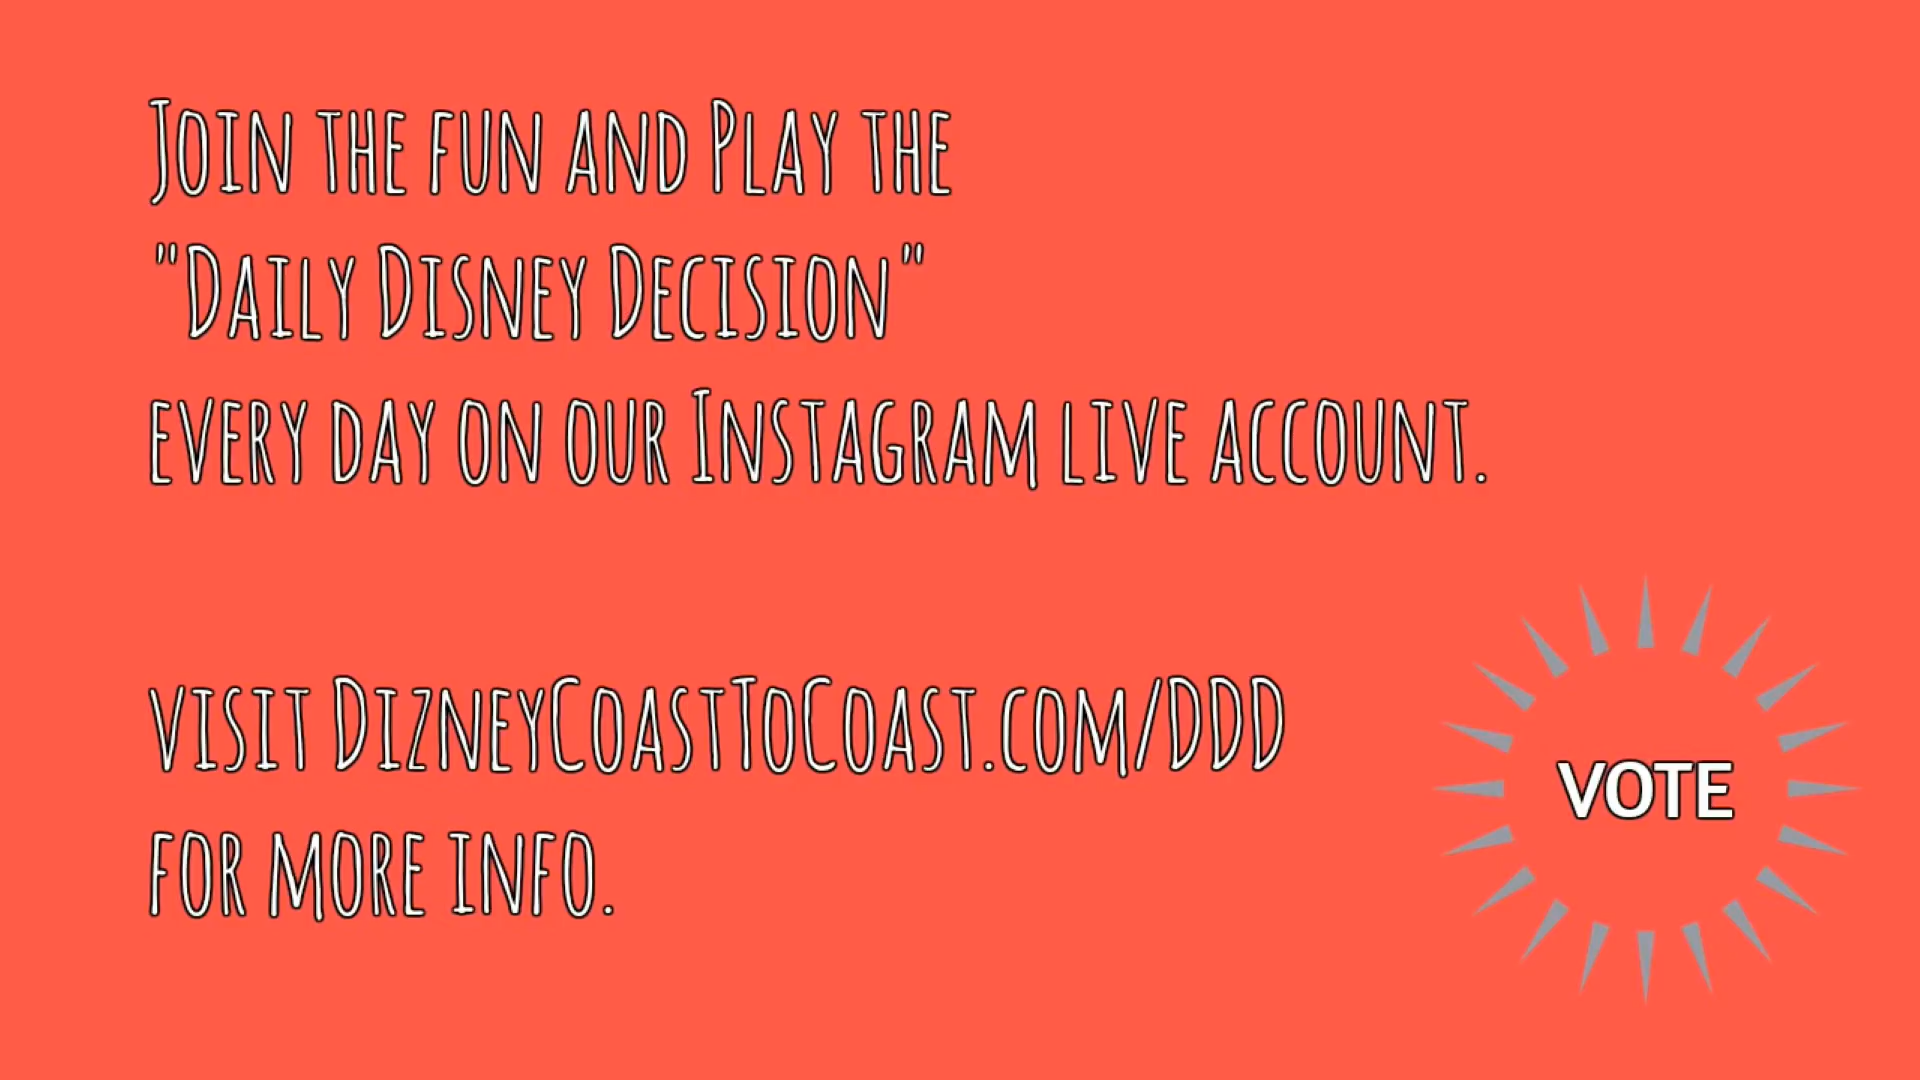 Join the fun and Play the
"Daily Disney Decision"
every day on our Instagram live account.
visit DizneyCoastToCoast.com/DDD
for more info.
VOTE